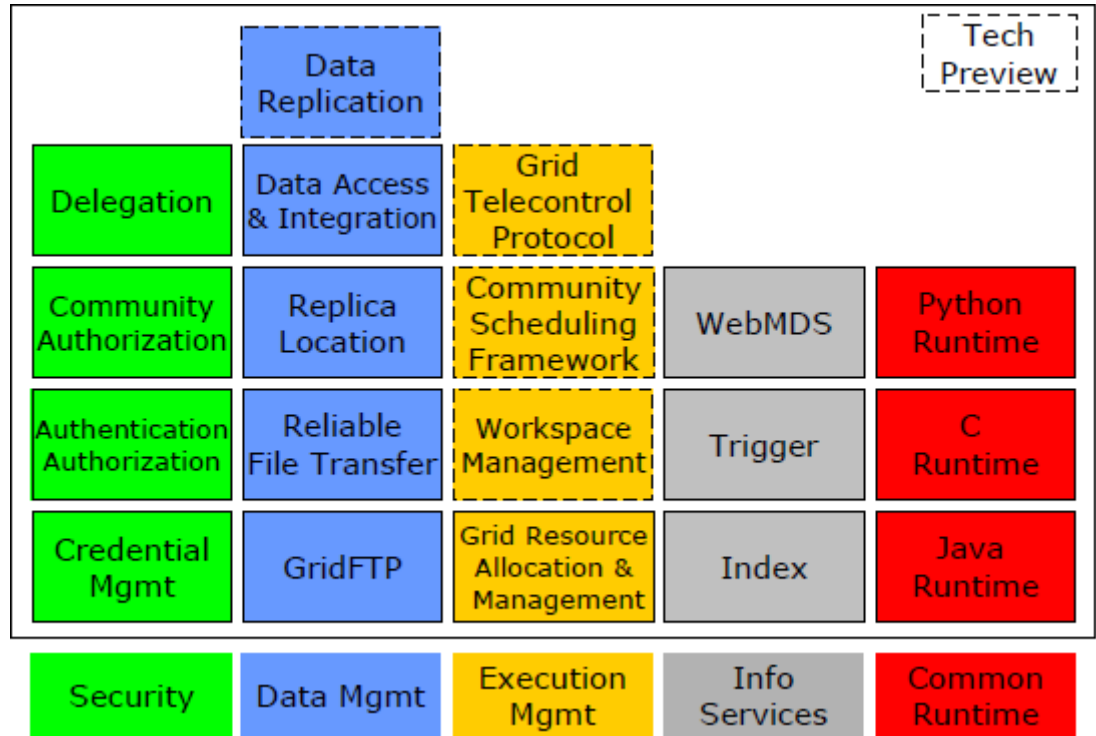 Tech
Preview
Data
Replication
Delegation
Data Access
& Integration
Grid
Telecontrol
Protocol
Community
Authorization
Replica
Location
Community
Scheduling
Framework
WebMDS
Python
Runtime
Authentication
Authorization
Reliable
File Transfer
Workspace
Management
Trigger
C
Runtime
Credential
Mgmt
GridFTP
Grid Resource
Allocation &
Management
Index
Java
Runtime
Security
Data Mgmt
Execution
Mgmt
Info
Services
Common
Runtime